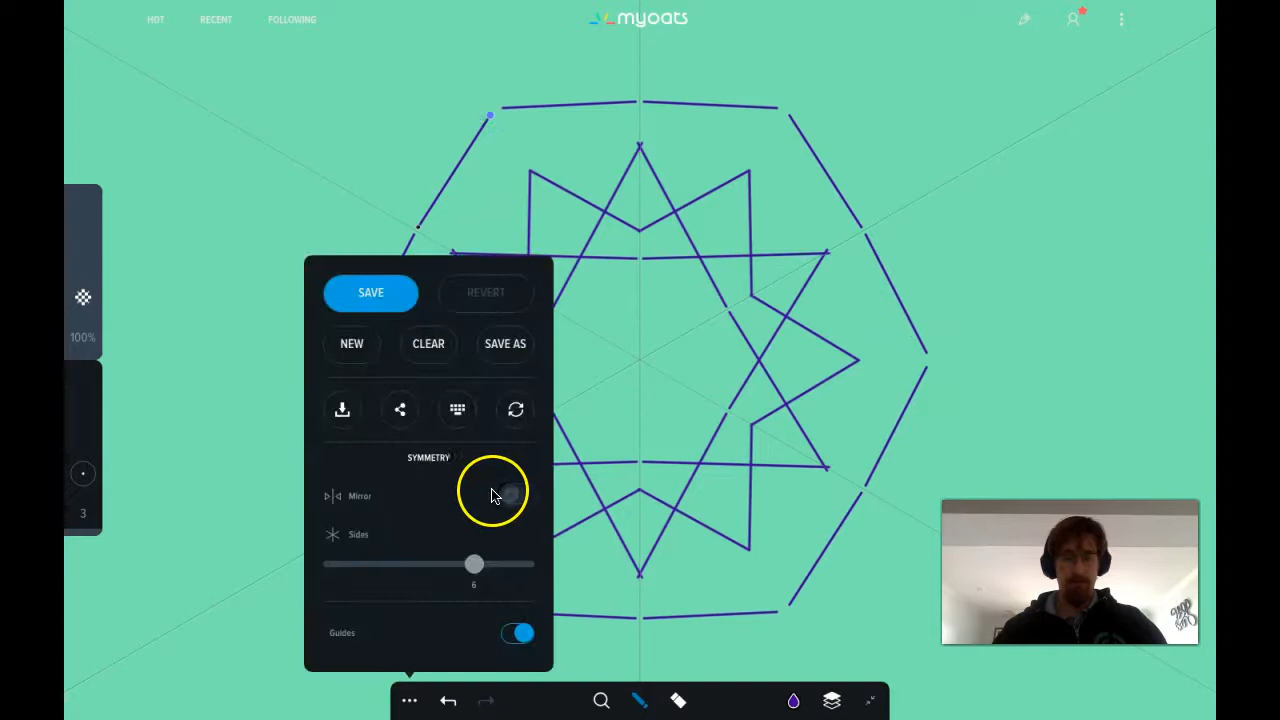 HOT RECENT FOLLOWING myoats
100%
3
SAVE REVERT
NEW CLEAR SAVE AS
SYMMETRY
Mirror
Sides
6
Guides